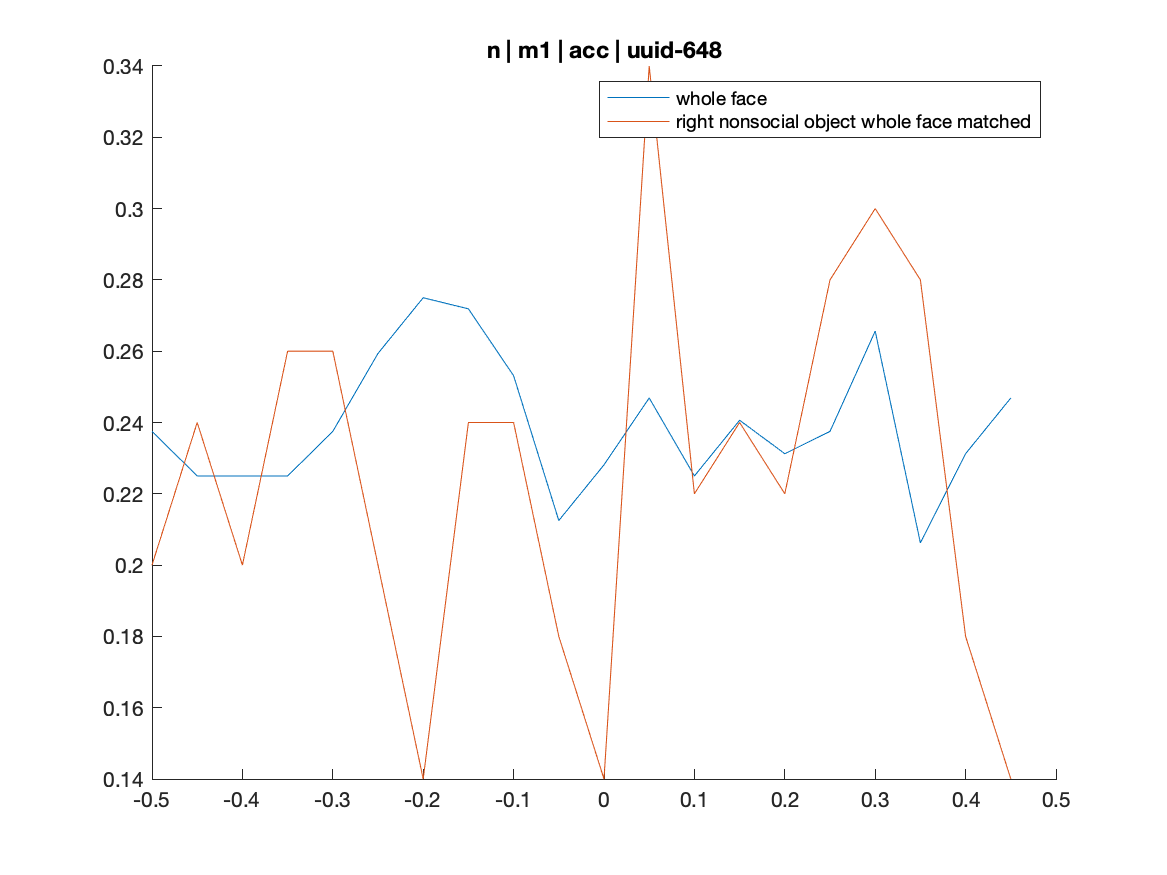 n | m1 | acc | uuid-648
whole face
right nonsocial object whole face matched
0.34
0.32
0.3
0.28
0.26
0.24
0.22
0.2
0.18
0.16
0.14
-0.5 -0.4 -0.3 -0.2 -0.1 0 0.1 0.2 0.3 0.4 0.5